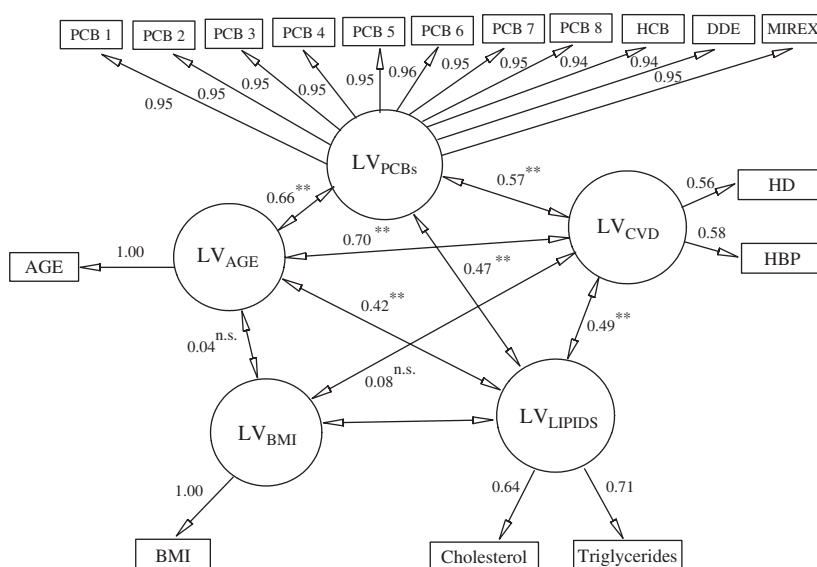 PCB 1 PCB 2 PCB 3 PCB 4 PCB 5 PCB 6 PCB 7 PCB 8 HCB DDE MIREX
0.95 0.95 0.95 0.95 0.95 0.96 0.95 0.95 0.94 0.94 0.95
LV_PCBs
0.66**
0.57**
0.56
HD
LV_CVD
0.58
HBP
LV_AGE
1.00
AGE
0.70**
0.47**
0.42**
0.49**
0.04 n.s.
0.08 n.s.
LV_BMI
LV_LIPIDS
1.00
0.64
0.71
BMI
Cholesterol
Triglycerides